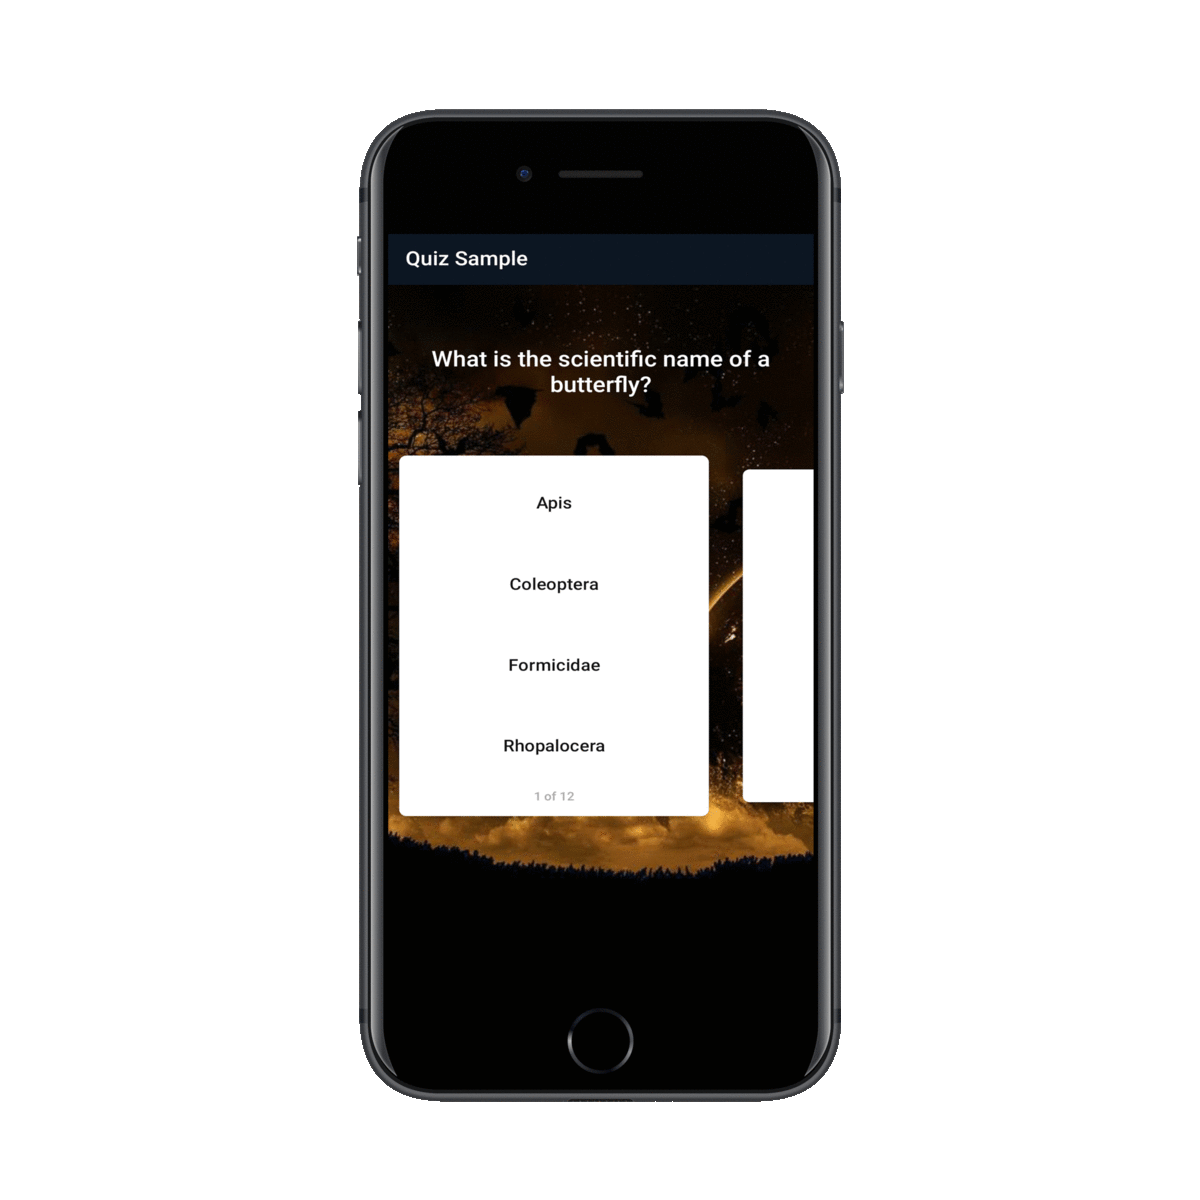 Quiz Sample
What is the scientific name of a
butterfly?
Apis
Coleoptera
Formicidae
Rhopalocera
1 of 12